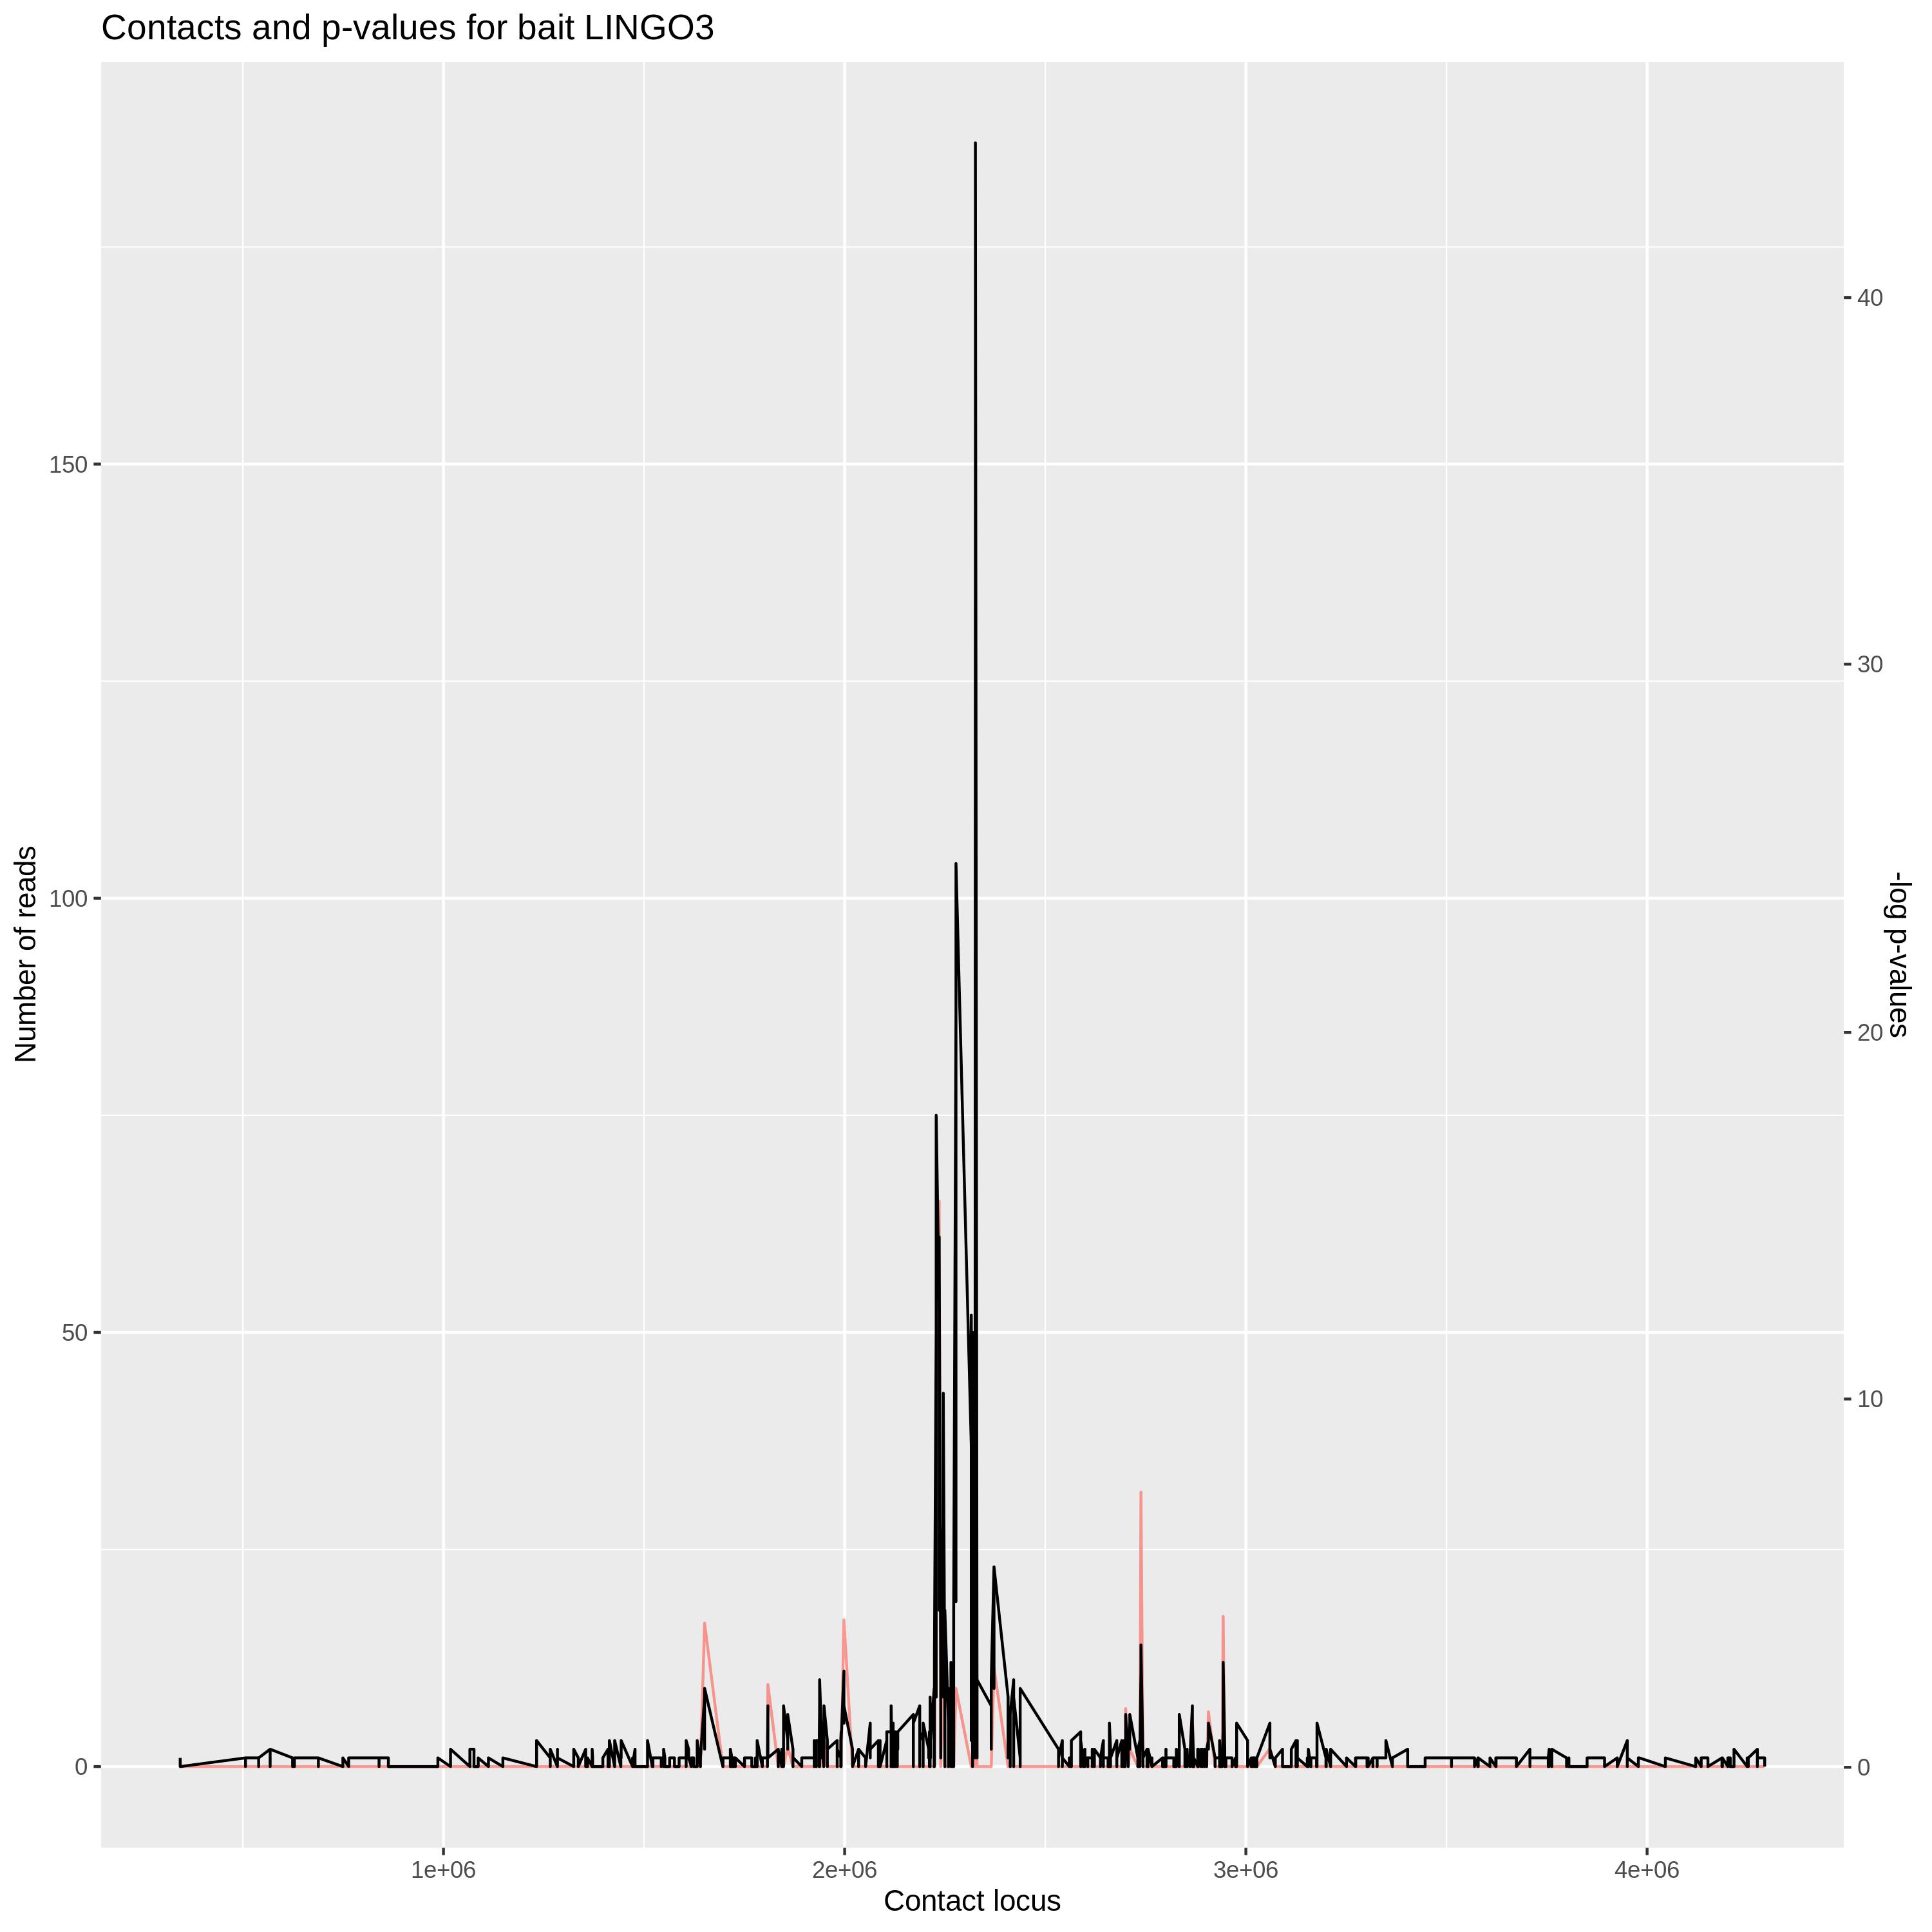 Contacts and p-values for bait LINGO3
150
100
50
0
Number of reads
40
30
20
10
0
-log p-values
1e+06
2e+06
3e+06
4e+06
Contact locus